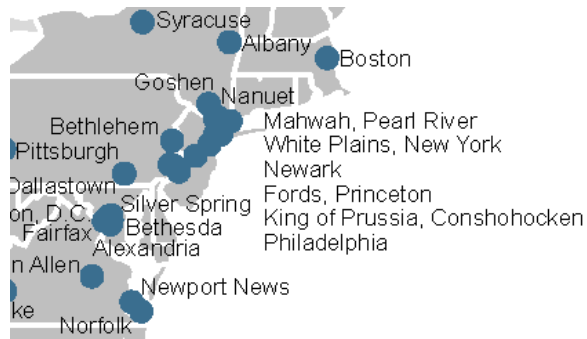 Syracuse
Albany
Boston
Goshen
Nanuet
Mahwah, Pearl River
White Plains, New York
Newark
Fords, Princeton
King of Prussia, Conshohocken
Philadelphia
Bethlehem
Pittsburgh
Dallastown
on, D.C.
Silver Spring
Fairfax
Bethesda
Alexandria
n Allen
Newport News
ke
Norfolk